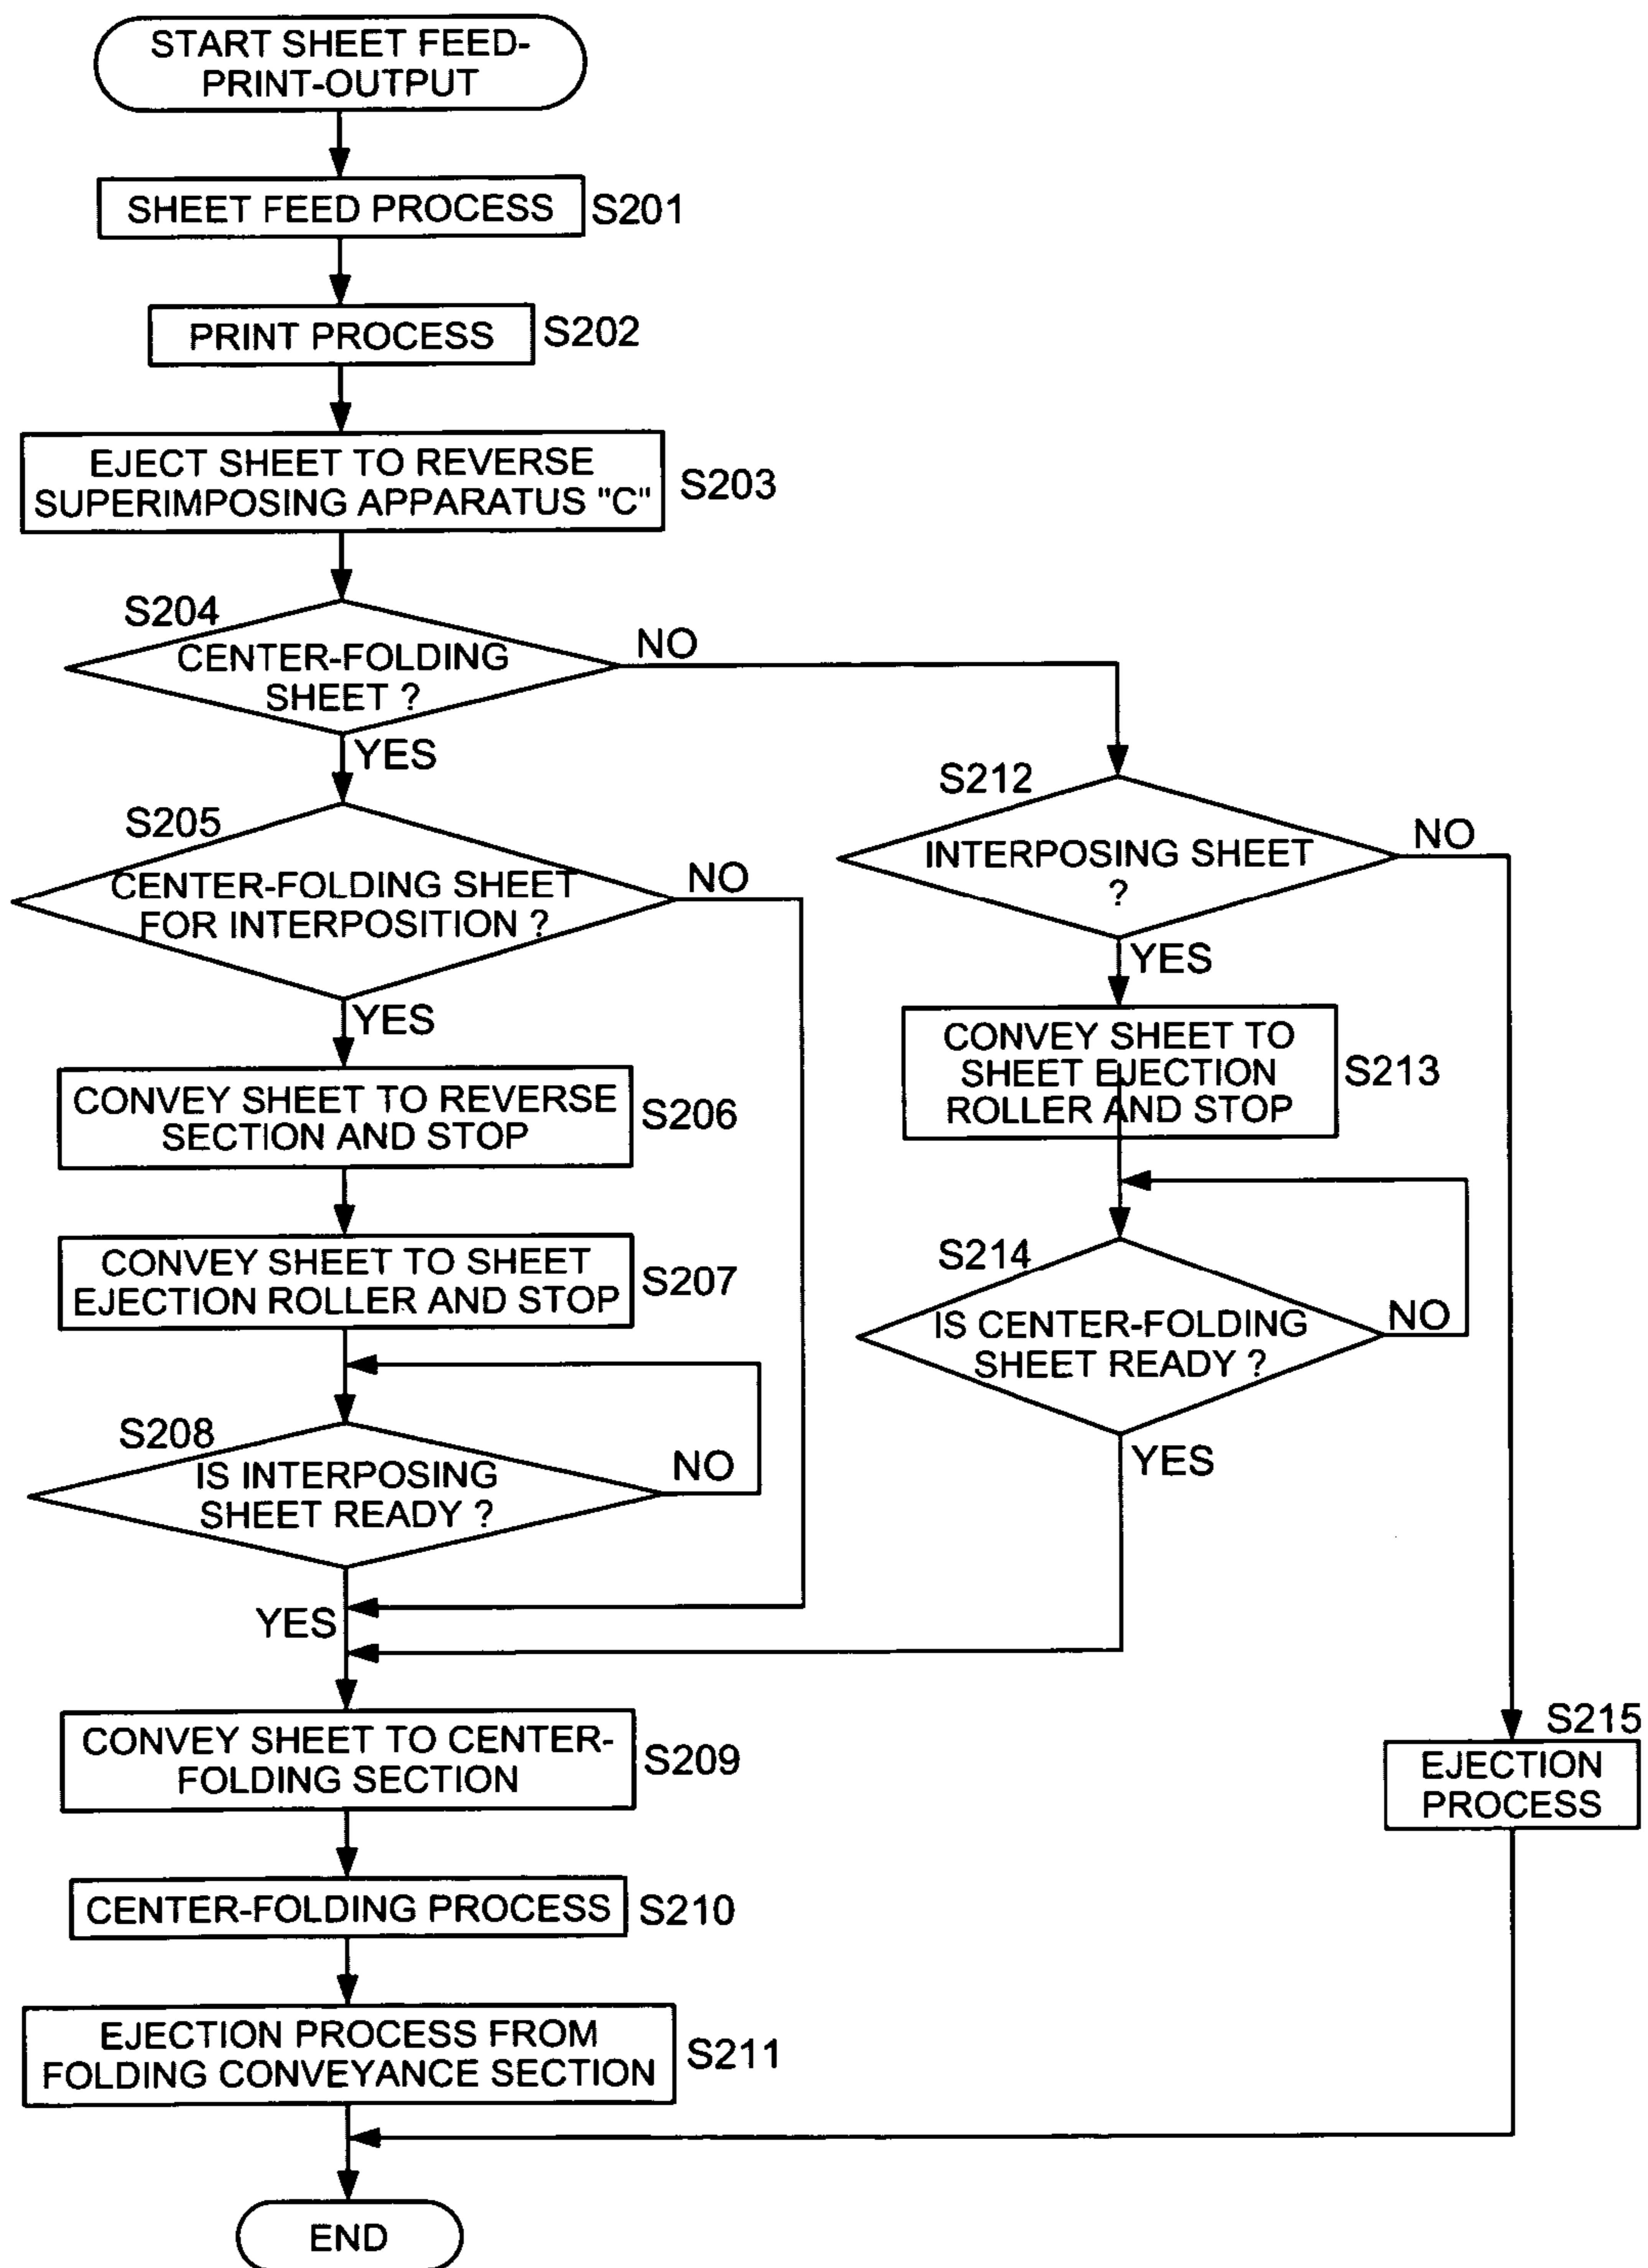 START SHEET FEED-
PRINT-OUTPUT
SHEET FEED PROCESS
S201
PRINT PROCESS
S202
EJECT SHEET TO REVERSE
SUPERIMPOSING APPARATUS "C"
S203
S204
CENTER-FOLDING
SHEET ?
NO
YES
S205
CENTER-FOLDING SHEET
FOR INTERPOSITION ?
NO
YES
CONVEY SHEET TO REVERSE
SECTION AND STOP
S206
CONVEY SHEET TO SHEET
EJECTION ROLLER AND STOP
S207
S208
IS INTERPOSING
SHEET READY ?
NO
YES
S212
INTERPOSING SHEET
?
NO
YES
CONVEY SHEET TO
SHEET EJECTION
ROLLER AND STOP
S213
S214
IS CENTER-FOLDING
SHEET READY ?
NO
YES
CONVEY SHEET TO CENTER-
FOLDING SECTION
S209
CENTER-FOLDING PROCESS
S210
EJECTION PROCESS FROM
FOLDING CONVEYANCE SECTION
S211
S215
EJECTION
PROCESS
END